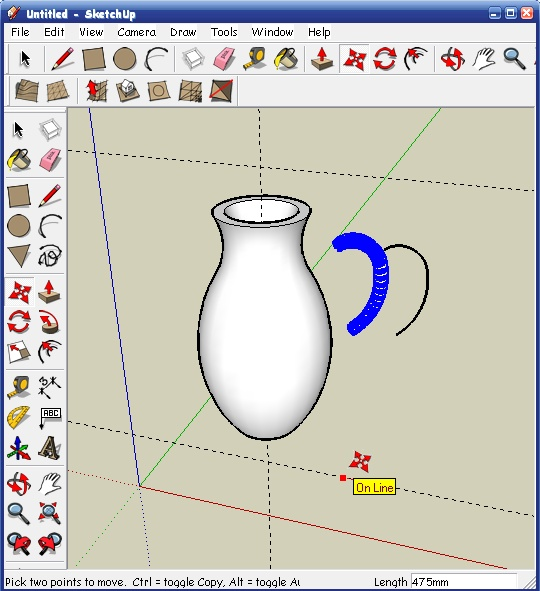 Untitled - SketchUp
File Edit View Camera Draw Tools Window Help
ABC
A
On Line
Pick two points to move. Ctrl = toggle Copy, Alt = toggle Au
Length 475mm